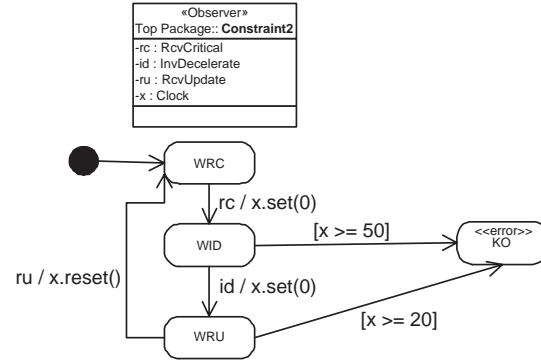 «Observer»
Top Package:: Constraint2
-rc : RcvCritical
-id : InvDecelerate
-ru : RcvUpdate
-x : Clock
WRC
rc / x.set(0)
WID
[x >= 50]
<<error>>
KO
ru / x.reset()
id / x.set(0)
[x >= 20]
WRU